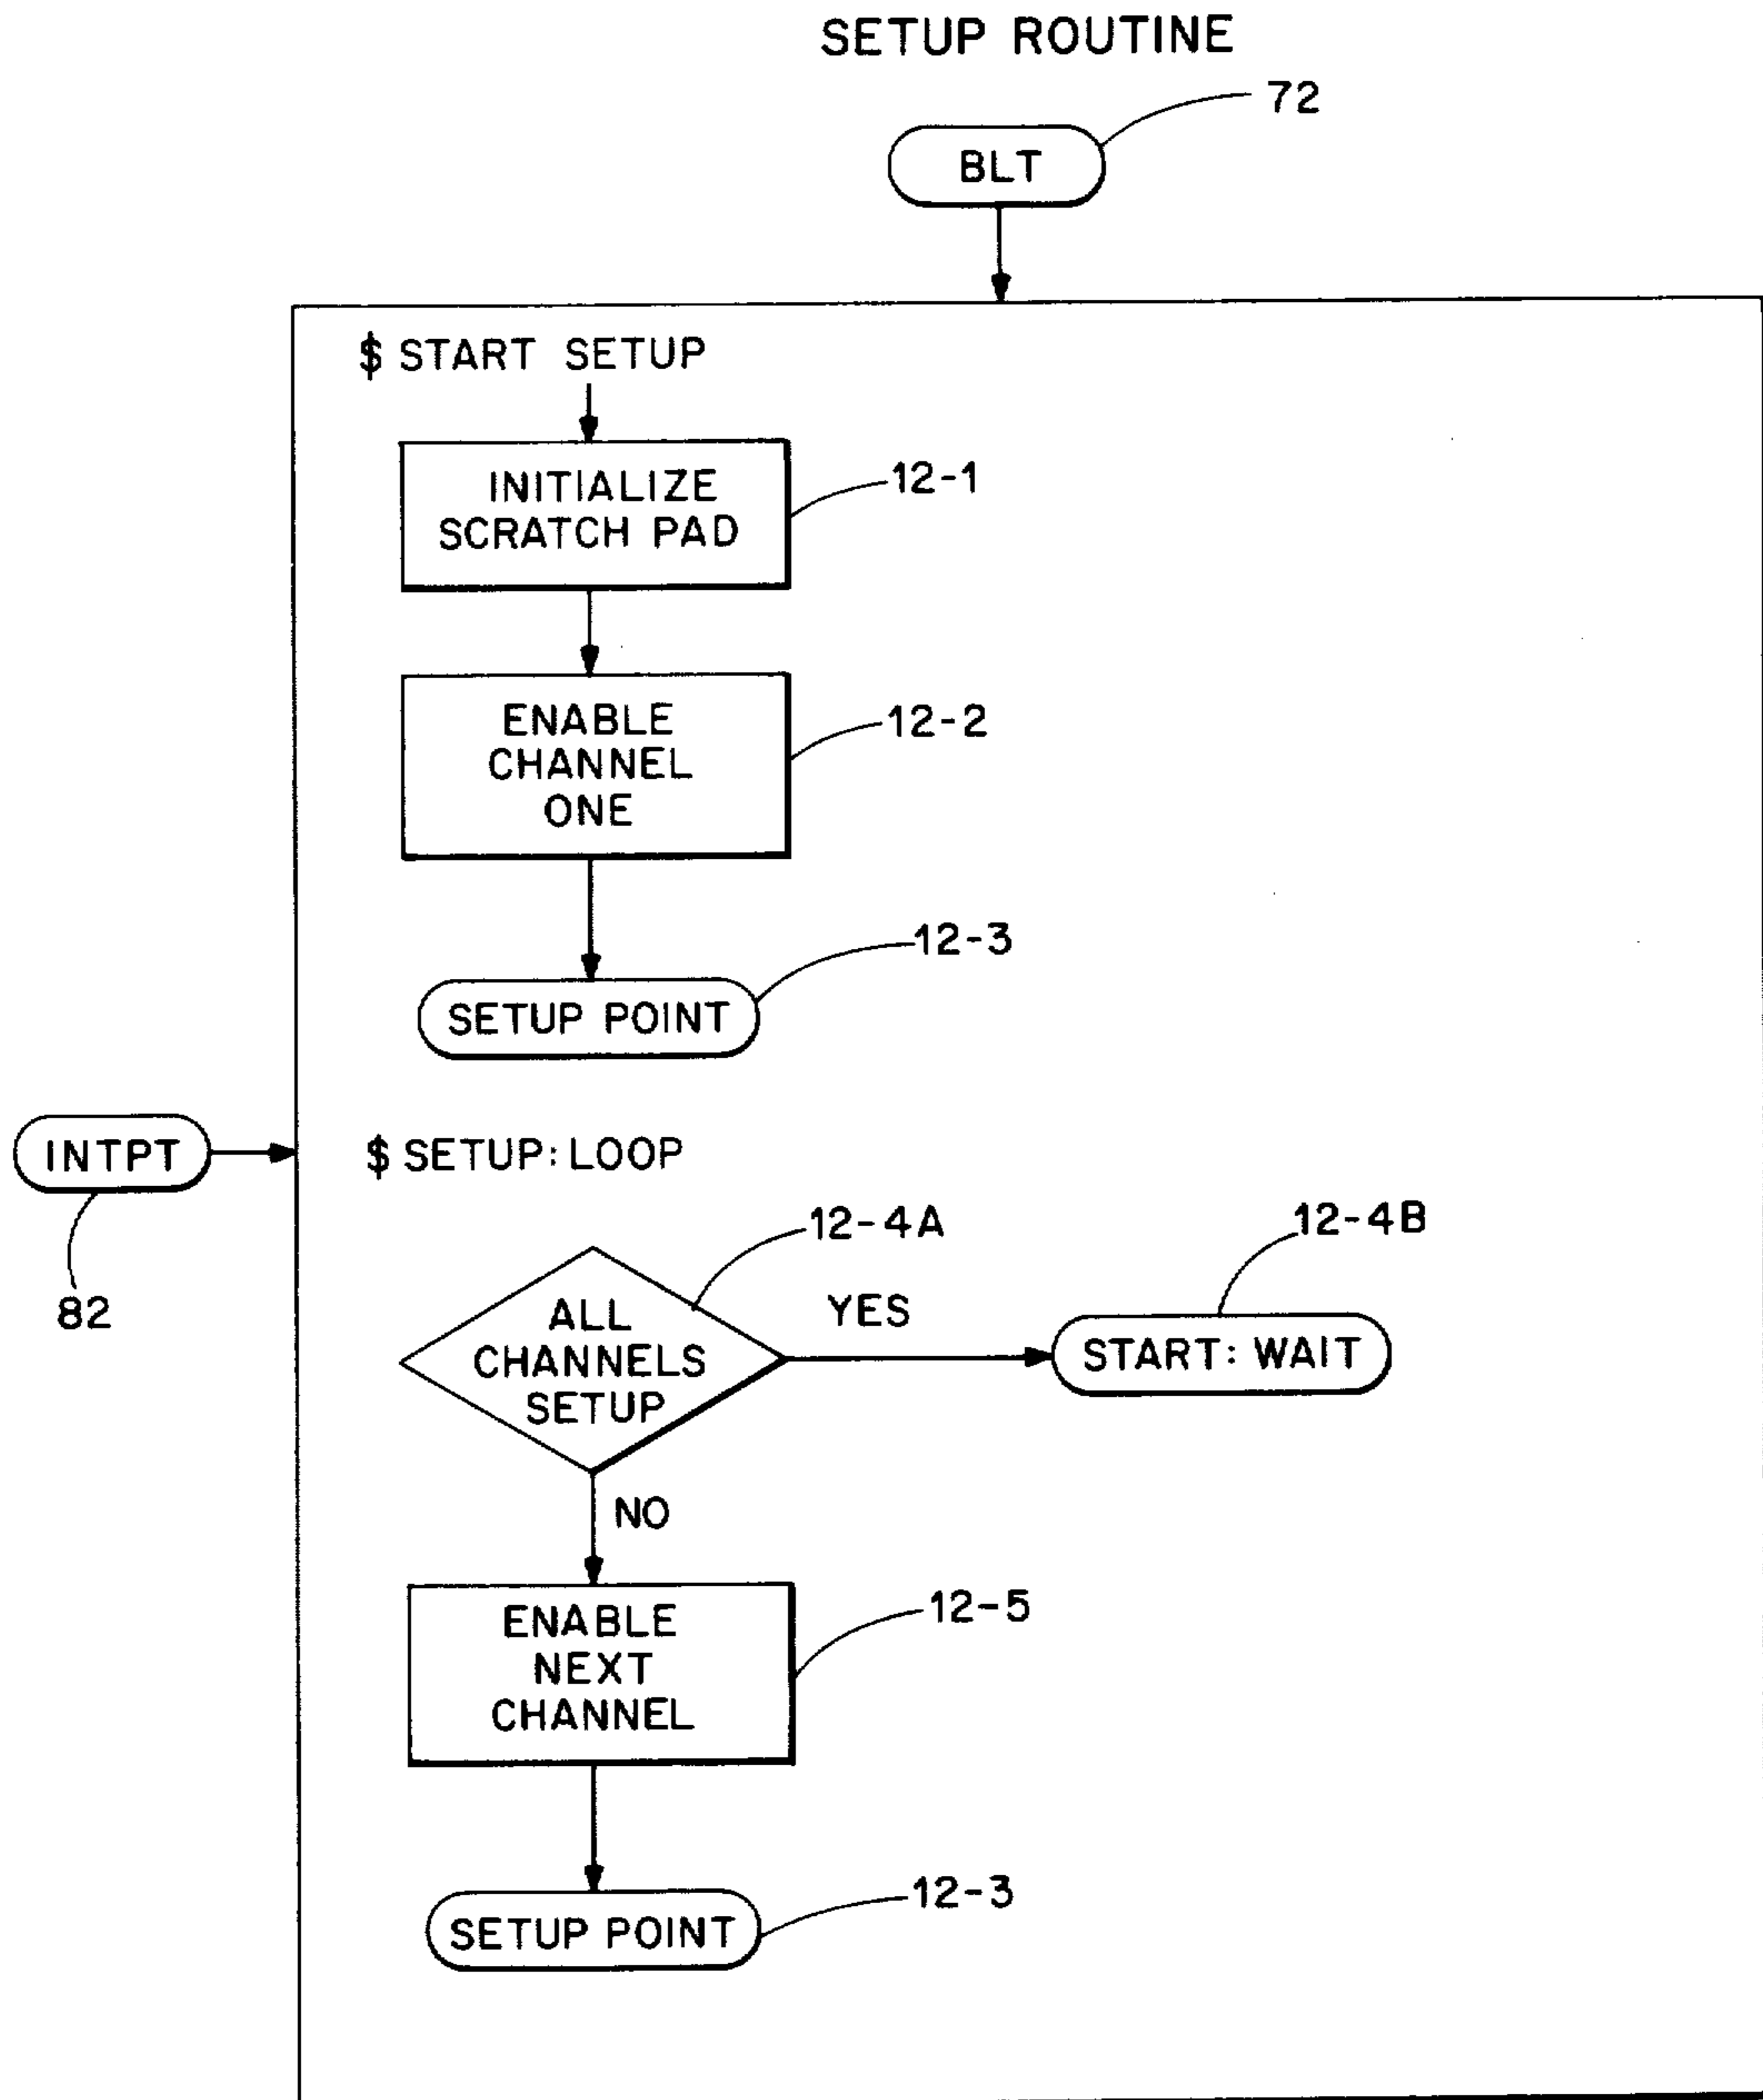 SETUP ROUTINE
72
BLT
$ START SETUP
INITIALIZE
SCRATCH PAD
12-1
ENABLE
CHANNEL
ONE
12-2
12-3
SETUP POINT
INTPT
82
$ SETUP: LOOP
12-4A
12-4B
ALL
CHANNELS
SETUP
YES
START: WAIT
NO
ENABLE
NEXT
CHANNEL
12-5
12-3
SETUP POINT